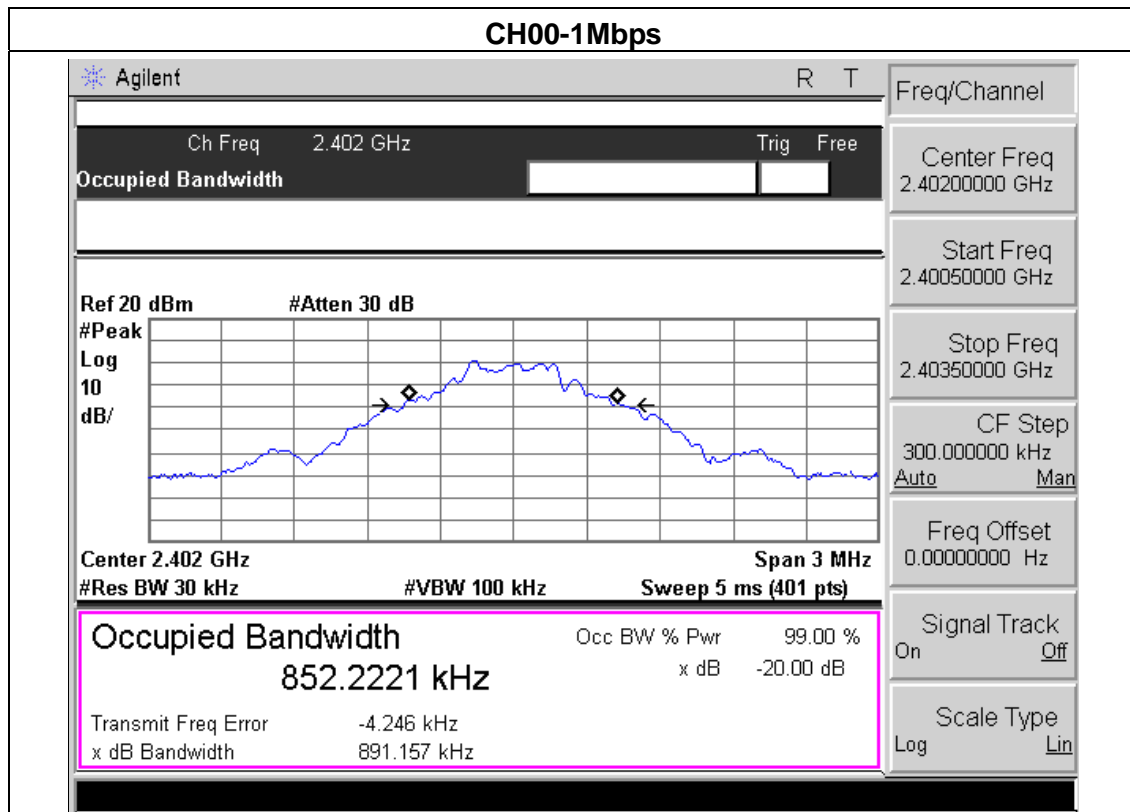 CH00-1Mbps
Agilent R T
Ch Freq 2.402 GHz Trig Free
Occupied Bandwidth
Ref 20 dBm #Atten 30 dB
#Peak
Log
10
dB/
Center 2.402 GHz Span 3 MHz
#Res BW 30 kHz #VBW 100 kHz Sweep 5 ms (401 pts)
Occupied Bandwidth Occ BW % Pwr 99.00 %
852.2221 kHz x dB -20.00 dB
Transmit Freq Error -4.246 kHz
x dB Bandwidth 891.157 kHz
Freq/Channel
Center Freq
2.40200000 GHz
Start Freq
2.40050000 GHz
Stop Freq
2.40350000 GHz
CF Step
300.000000 kHz
Auto Man
Freq Offset
0.00000000 Hz
Signal Track
On Off
Scale Type
Log Lin